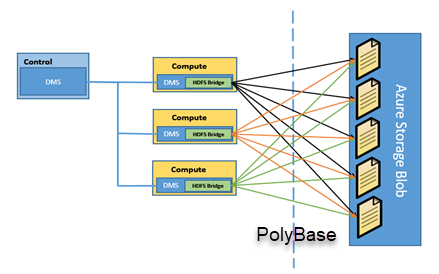 Control
DMS
Compute
DMS
HDFS Bridge
Compute
DMS
HDFS Bridge
Compute
DMS
HDFS Bridge
PolyBase
Azure Storage Blob